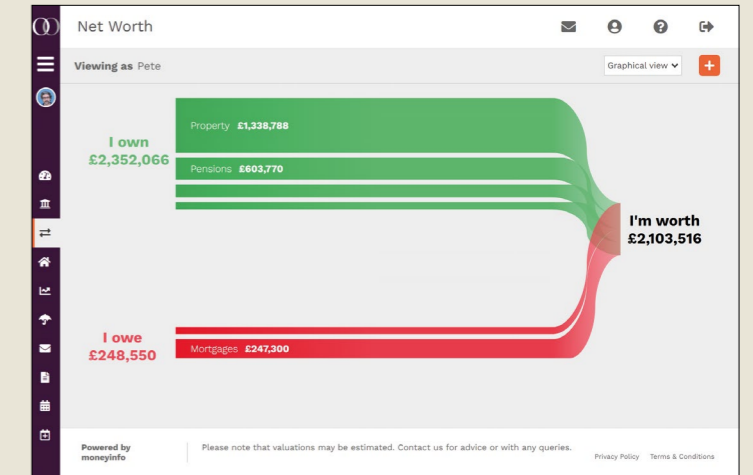 Net Worth
Viewing as Pete
Graphical view
+
I own
£2,352,066
Property £1,338,788
Pensions £603,770
I'm worth
£2,103,516
I owe
£248,550
Mortgages £247,300
Powered by
moneyinfo
Please note that valuations may be estimated. Contact us for advice or with any queries.
Privacy Policy Terms & Conditions